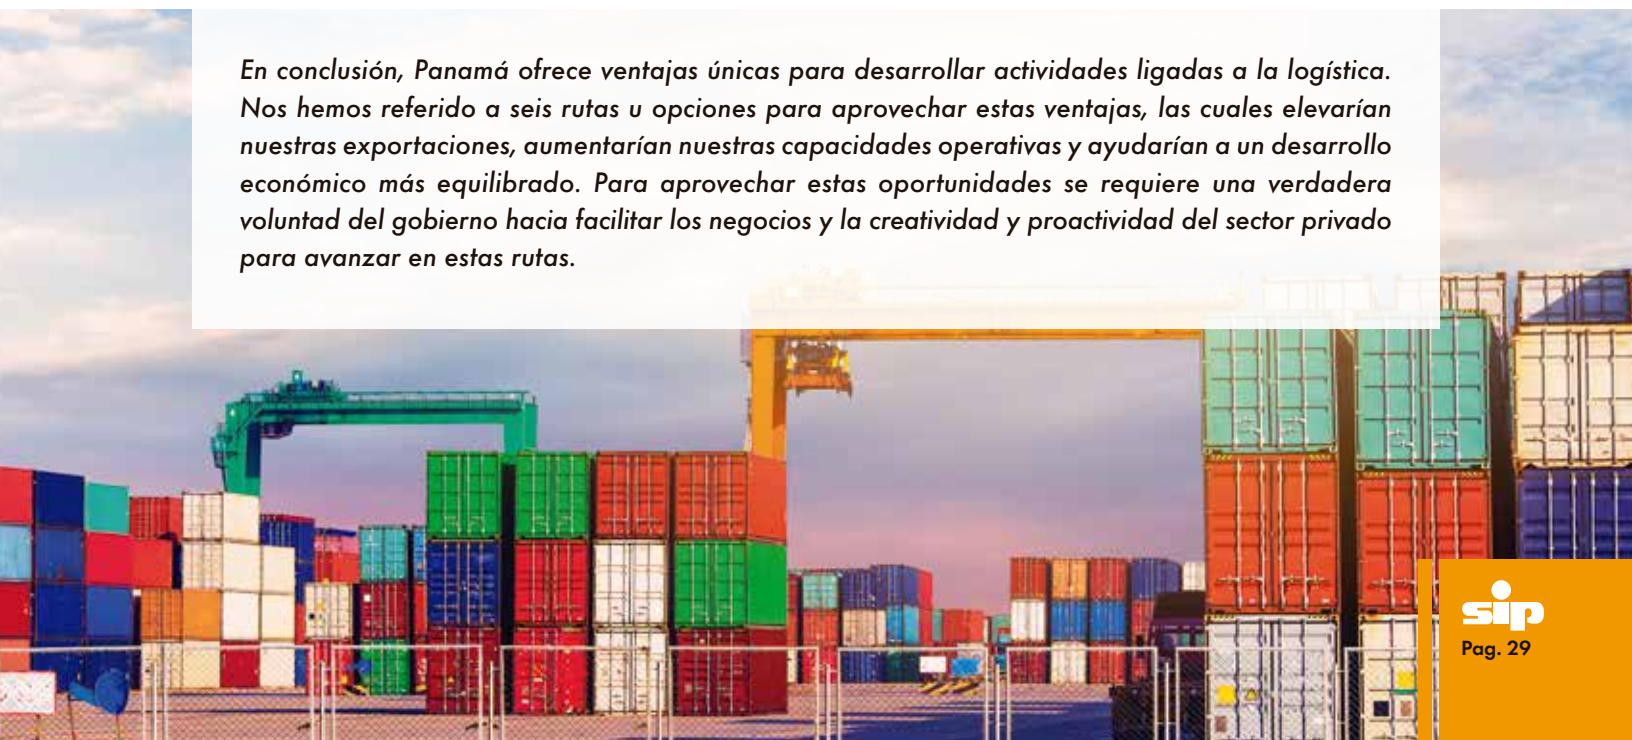 En conclusión, Panamá ofrece ventajas únicas para desarrollar actividades ligadas a la logística.
Nos hemos referido a seis rutas u opciones para aprovechar estas ventajas, las cuales elevarían
nuestras exportaciones, aumentarían nuestras capacidades operativas y ayudarían a un desarrollo
económico más equilibrado. Para aprovechar estas oportunidades se requiere una verdadera
voluntad del gobierno hacia facilitar los negocios y la creatividad y proactividad del sector privado
para avanzar en estas rutas.
sip
Pag. 29